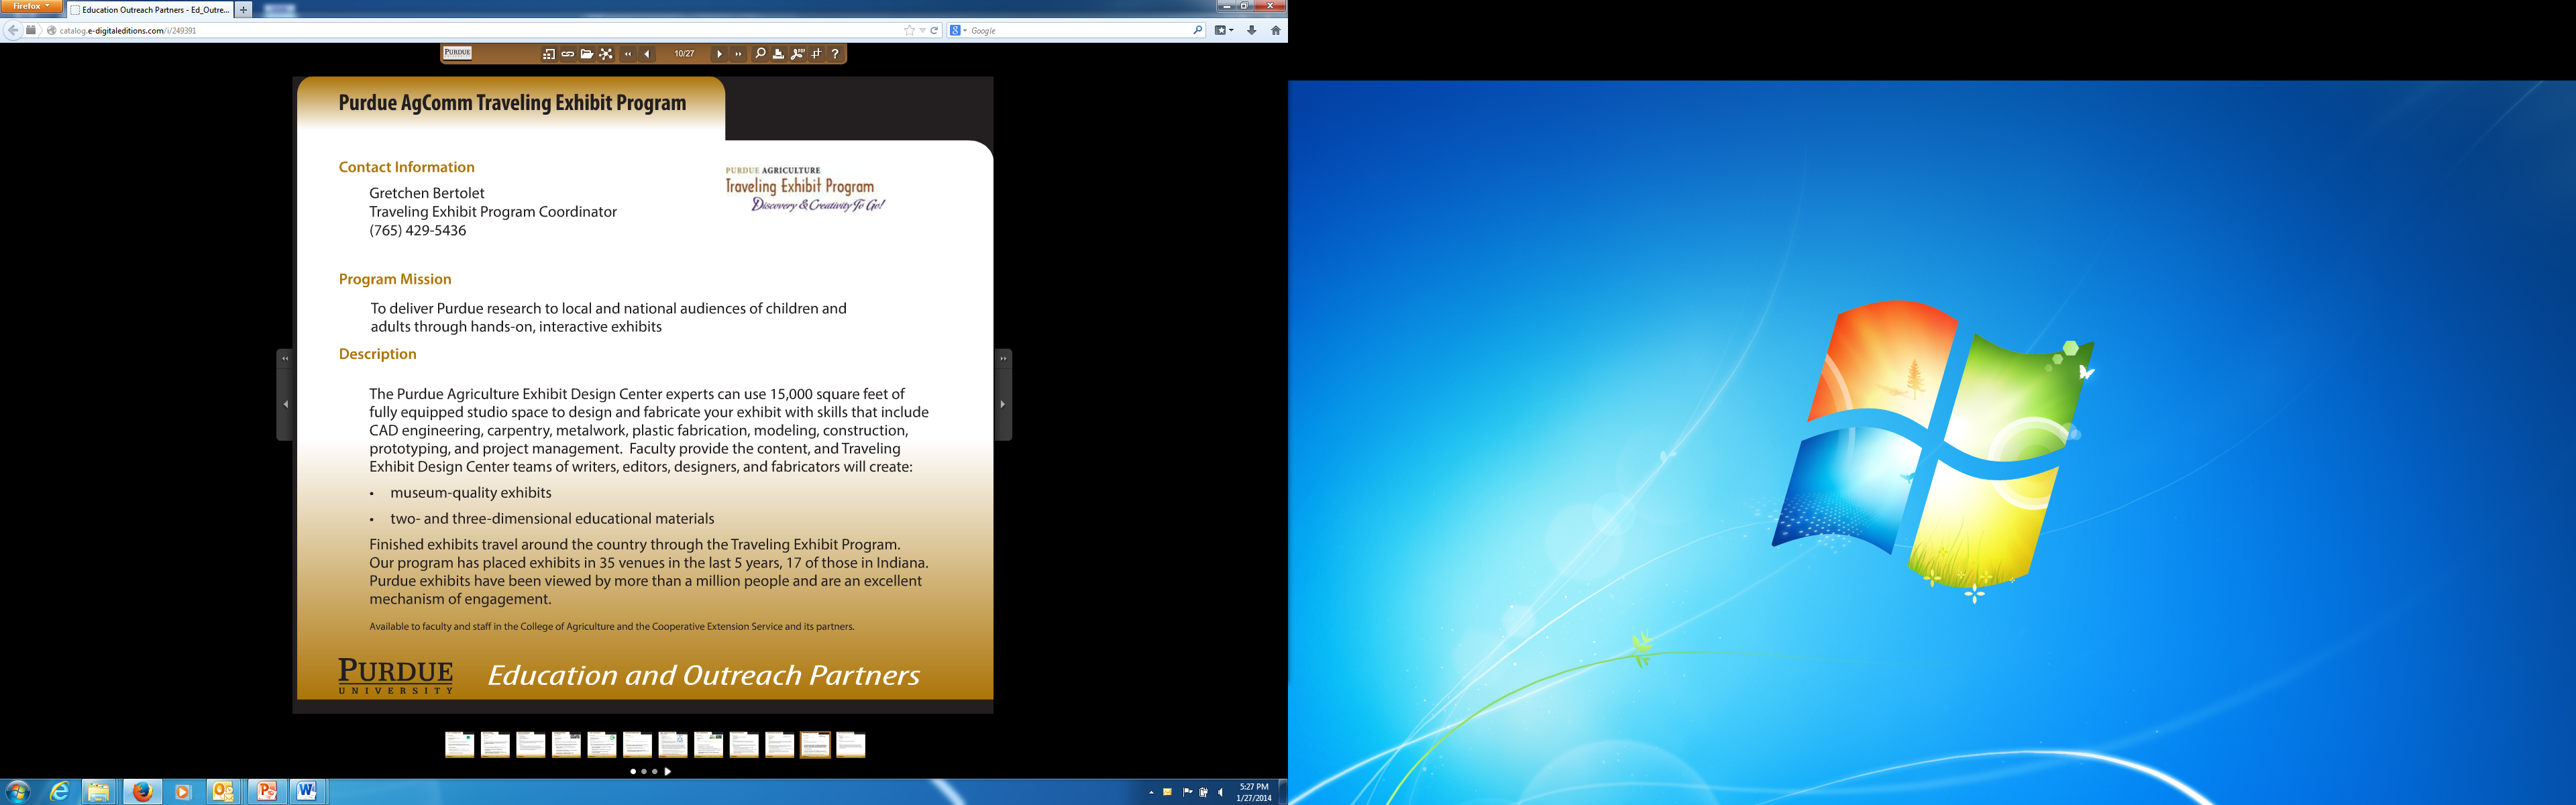 Firefox
Education Outreach Partners - Ed_Outre...
catalog.e-digitaleditions.com/i/249391
Google
PURDUE
10/27
Purdue AgComm Traveling Exhibit Program
Contact Information
Gretchen Bertolet
Traveling Exhibit Program Coordinator
(765) 429-5436
PURDUE AGRICULTURE
Traveling Exhibit Program
Discovery & Creativity To Go!
Program Mission
To deliver Purdue research to local and national audiences of children and
adults through hands-on, interactive exhibits
Description
The Purdue Agriculture Exhibit Design Center experts can use 15,000 square feet of
fully equipped studio space to design and fabricate your exhibit with skills that include
CAD engineering, carpentry, metalwork, plastic fabrication, modeling, construction,
prototyping, and project management. Faculty provide the content, and Traveling
Exhibit Design Center teams of writers, editors, designers, and fabricators will create:
• museum-quality exhibits
• two- and three-dimensional educational materials
Finished exhibits travel around the country through the Traveling Exhibit Program.
Our program has placed exhibits in 35 venues in the last 5 years, 17 of those in Indiana.
Purdue exhibits have been viewed by more than a million people and are an excellent
mechanism of engagement.
Available to faculty and staff in the College of Agriculture and the Cooperative Extension Service and its partners.
PURDUE
UNIVERSITY
Education and Outreach Partners
5:27 PM
1/27/2014